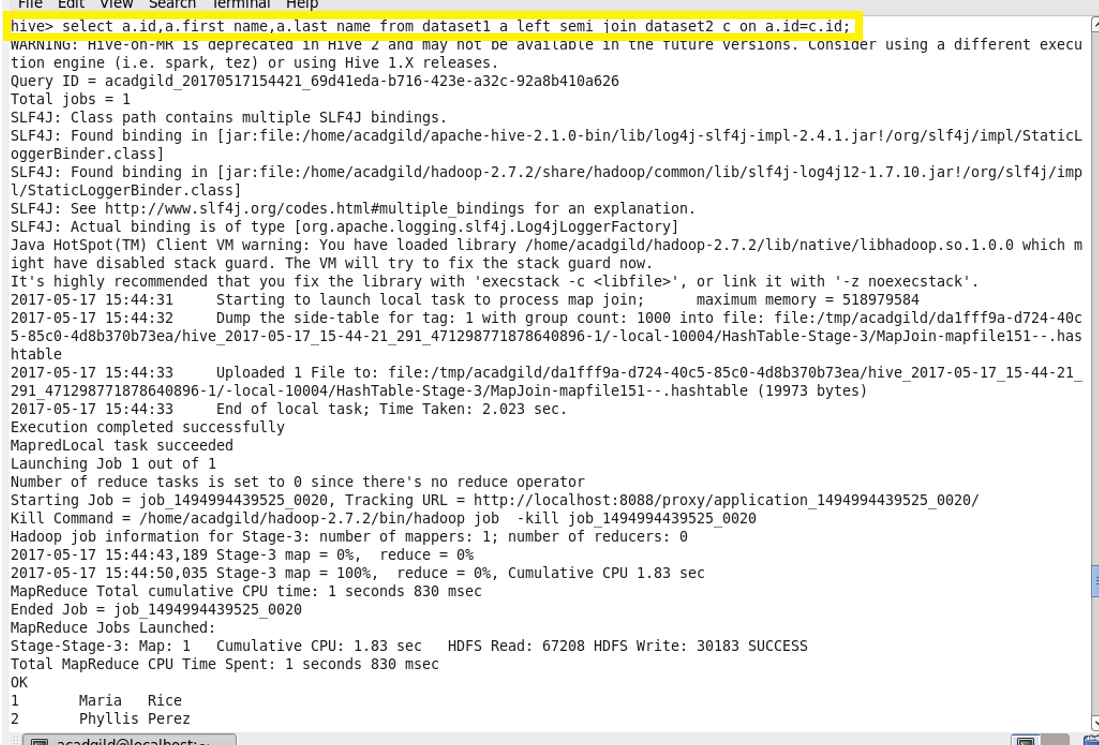 File Edit View Search Terminal Help
hive> select a.id,a.first_name,a.last_name from dataset1 a left semi join dataset2 c on a.id=c.id;
WARNING: Hive-on-MR is deprecated in Hive 2 and may not be available in the future versions. Consider using a different execu
tion engine (i.e. spark, tez) or using Hive 1.X releases.
Query ID = acadgild_20170517154421_69d41eda-b716-423e-a32c-92a8b410a626
Total jobs = 1
SLF4J: Class path contains multiple SLF4J bindings.
SLF4J: Found binding in [jar:file:/home/acadgild/apache-hive-2.1.0-bin/lib/log4j-slf4j-impl-2.4.1.jar!/org/slf4j/impl/StaticL
oggerBinder.class]
SLF4J: Found binding in [jar:file:/home/acadgild/hadoop-2.7.2/share/hadoop/common/lib/slf4j-log4j12-1.7.10.jar!/org/slf4j/imp
l/StaticLoggerBinder.class]
SLF4J: See http://www.slf4j.org/codes.html#multiple_bindings for an explanation.
SLF4J: Actual binding is of type [org.apache.logging.slf4j.Log4jLoggerFactory]
Java HotSpot(TM) Client VM warning: You have loaded library /home/acadgild/hadoop-2.7.2/lib/native/libhadoop.so.1.0.0 which m
ight have disabled stack guard. The VM will try to fix the stack guard now.
It's highly recommended that you fix the library with 'execstack -c <libfile>', or link it with '-z noexecstack'.
2017-05-17 15:44:31 Starting to launch local task to process map join; maximum memory = 518979584
2017-05-17 15:44:32 Dump the side-table for tag: 1 with group count: 1000 into file: file:/tmp/acadgild/da1fff9a-d724-40c
5-85c0-4d8b370b73ea/hive_2017-05-17_15-44-21_291_4712987718786408​96-1/-local-10004/HashTable-Stage-3/MapJoin-mapfile151--.has
htable
2017-05-17 15:44:33 Uploaded 1 File to: file:/tmp/acadgild/da1fff9a-d724-40c5-85c0-4d8b370b73ea/hive_2017-05-17_15-44-21_
291_471298771878640896-1/-local-10004/HashTable-Stage-3/MapJoin-mapfile151--.hashtable (19973 bytes)
2017-05-17 15:44:33 End of local task; Time Taken: 2.023 sec.
Execution completed successfully
MapredLocal task succeeded
Launching Job 1 out of 1
Number of reduce tasks is set to 0 since there's no reduce operator
Starting Job = job_1494994439525_0020, Tracking URL = http://localhost:8088/proxy/application_1494994439525_0020/
Kill Command = /home/acadgild/hadoop-2.7.2/bin/hadoop job -kill job_1494994439525_0020
Hadoop job information for Stage-3: number of mappers: 1; number of reducers: 0
2017-05-17 15:44:43,189 Stage-3 map = 0%, reduce = 0%
2017-05-17 15:44:50,035 Stage-3 map = 100%, reduce = 0%, Cumulative CPU 1.83 sec
MapReduce Total cumulative CPU time: 1 seconds 830 msec
Ended Job = job_1494994439525_0020
MapReduce Jobs Launched:
Stage-Stage-3: Map: 1 Cumulative CPU: 1.83 sec HDFS Read: 67208 HDFS Write: 30183 SUCCESS
Total MapReduce CPU Time Spent: 1 seconds 830 msec
OK
1 Maria Rice
2 Phyllis Perez
acadgild@localhost:~